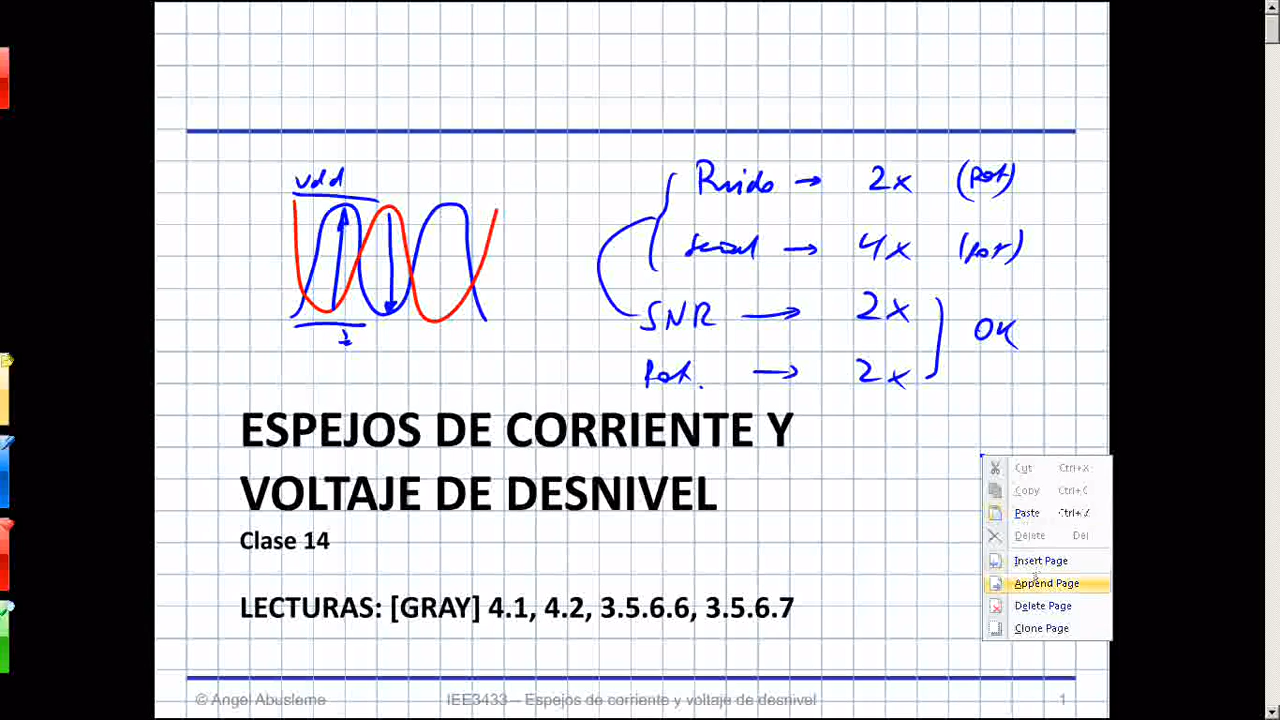 vdd
Ruido → 2x (pot)
señal → 4x (pot)
SNR → 2x
Pot. → 2x
OK
ESPEJOS DE CORRIENTE Y
VOLTAJE DE DESNIVEL
Clase 14
LECTURAS: [GRAY] 4.1, 4.2, 3.5.6.6, 3.5.6.7
Cut Ctrl+X
Copy Ctrl+C
Paste Ctrl+Z
Delete Del
Insert Page
Append Page
Delete Page
Clone Page
© Angel Abusleme IEE3433 – Espejos de corriente y voltaje de desnivel 1